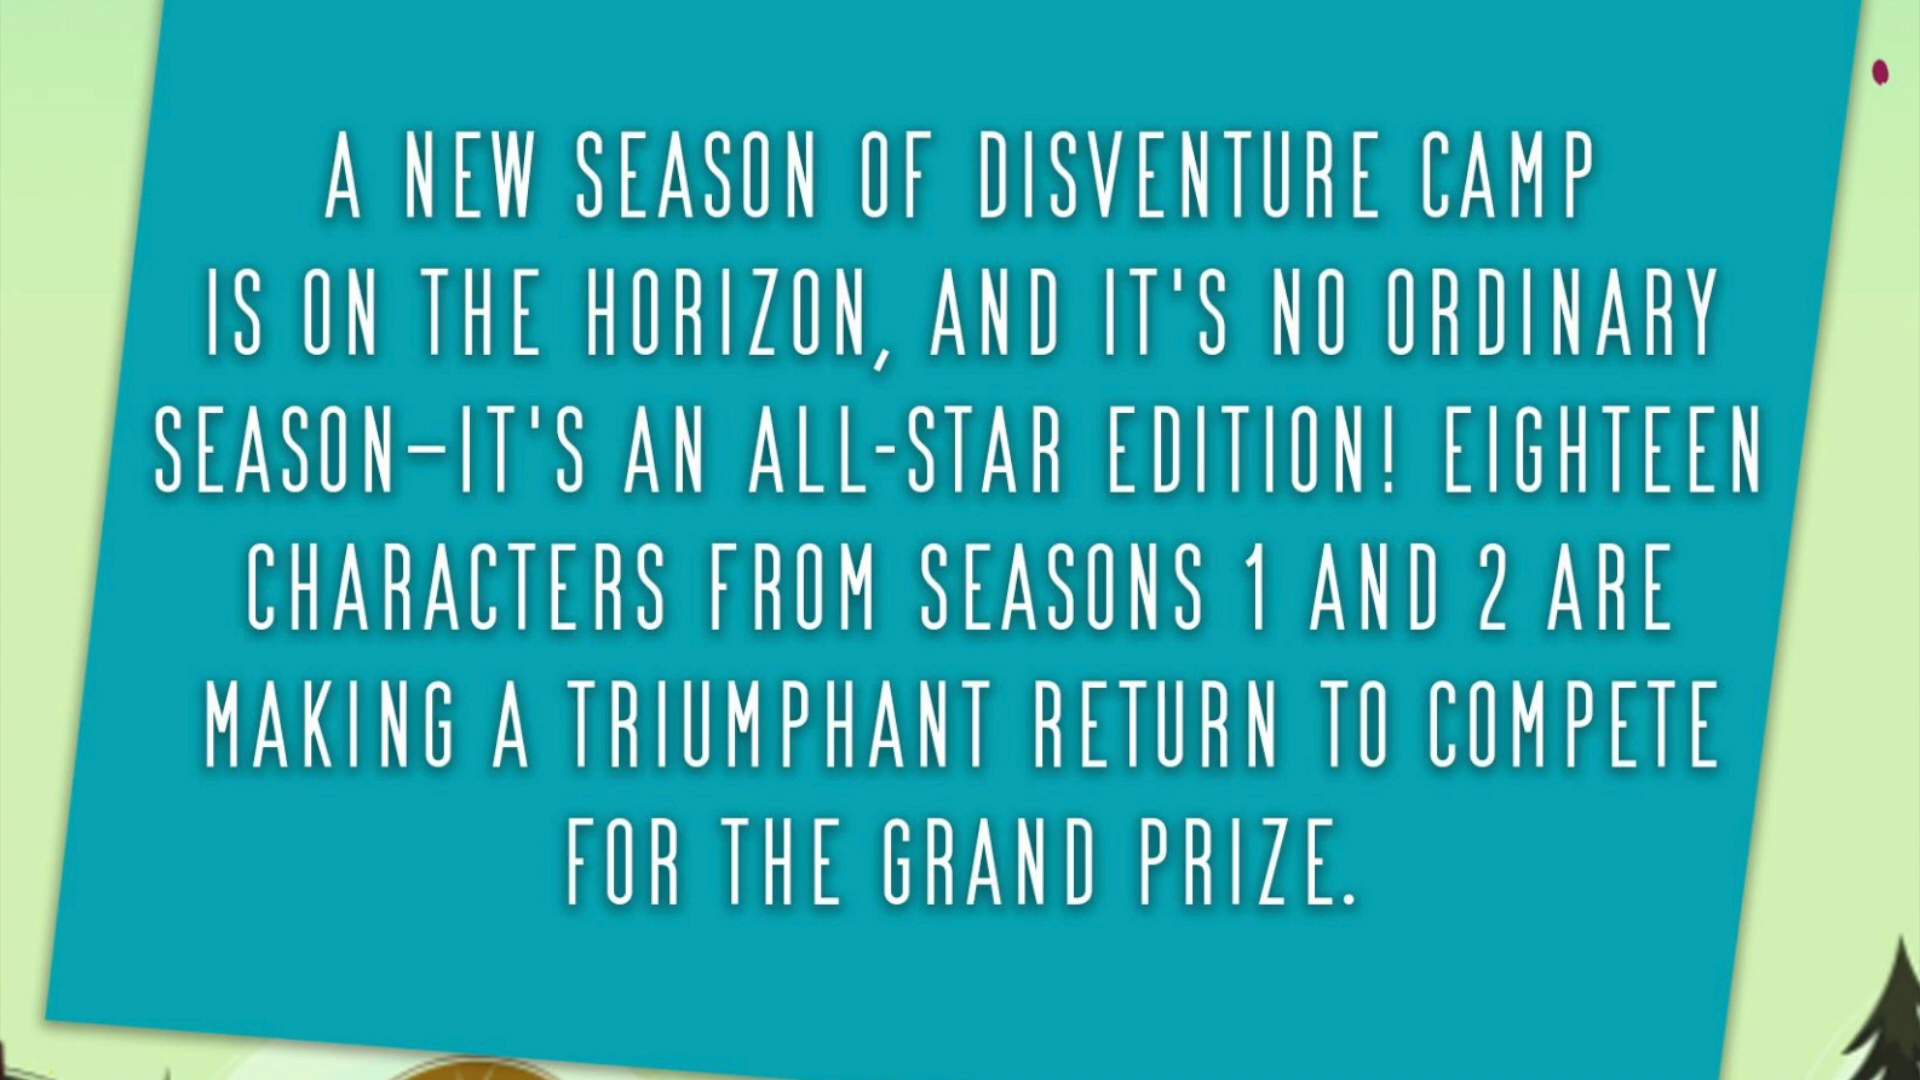 A NEW SEASON OF DISVENTURE CAMP
IS ON THE HORIZON, AND IT'S NO ORDINARY
SEASON–IT'S AN ALL-STAR EDITION! EIGHTEEN
CHARACTERS FROM SEASONS 1 AND 2 ARE
MAKING A TRIUMPHANT RETURN TO COMPETE
FOR THE GRAND PRIZE.